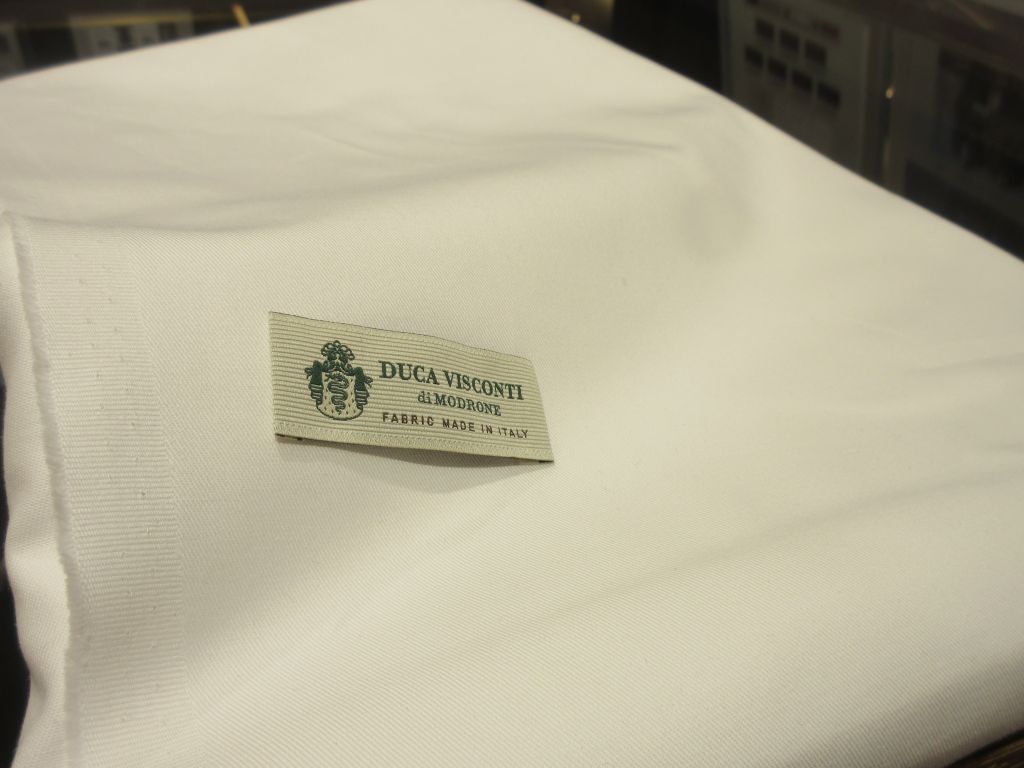 DUCA VISCONTI
di MODRONE
FABRIC MADE IN ITALY